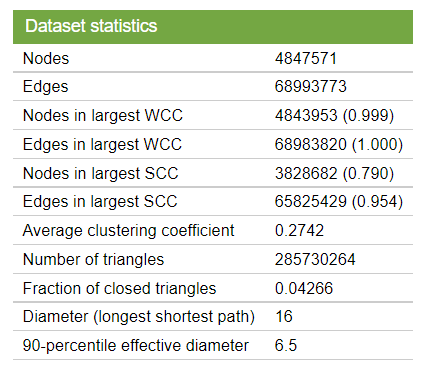 Dataset statistics
Nodes 4847571
Edges 68993773
Nodes in largest WCC 4843953 (0.999)
Edges in largest WCC 68983820 (1.000)
Nodes in largest SCC 3828682 (0.790)
Edges in largest SCC 65825429 (0.954)
Average clustering coefficient 0.2742
Number of triangles 285730264
Fraction of closed triangles 0.04266
Diameter (longest shortest path) 16
90-percentile effective diameter 6.5